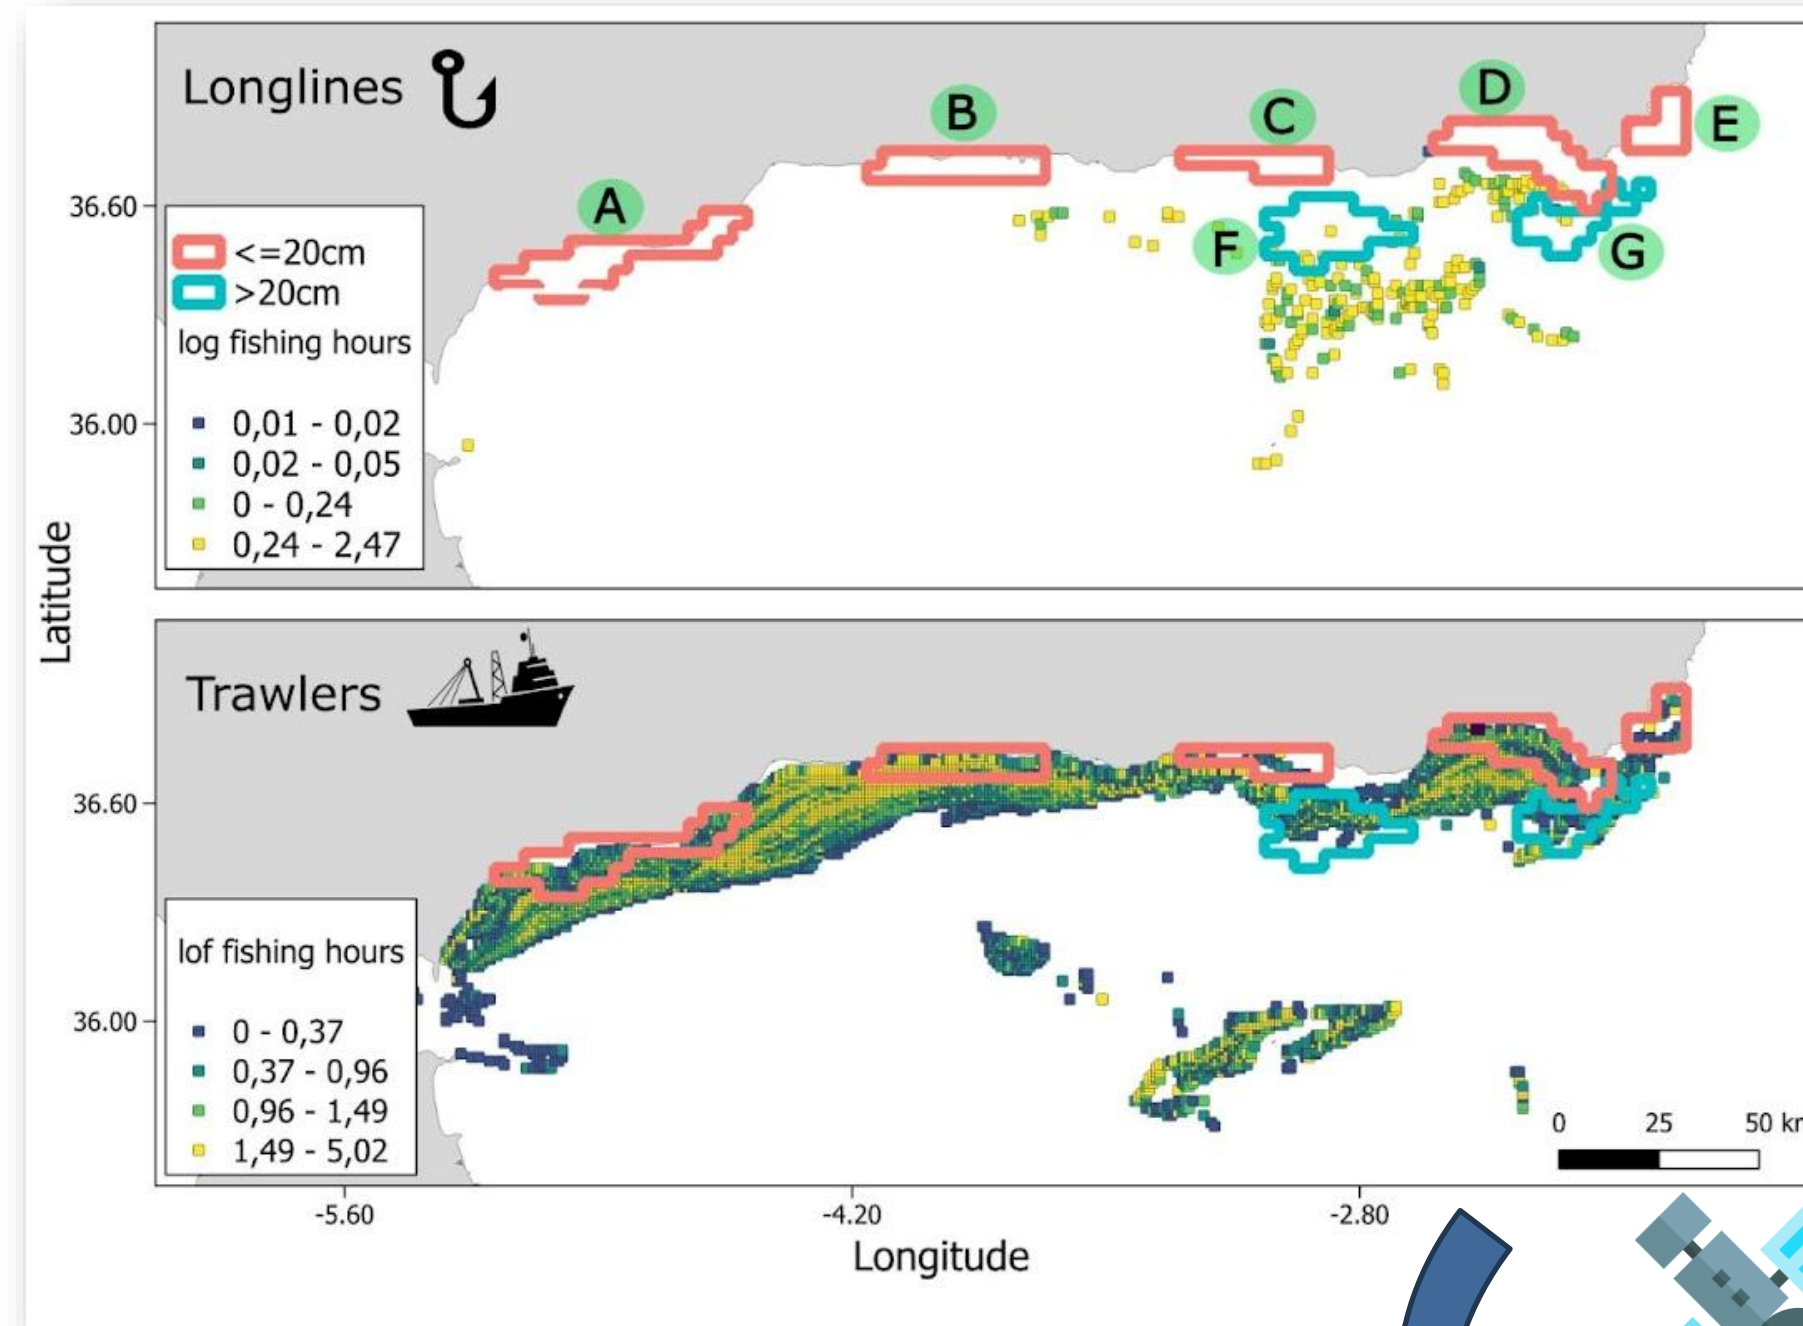 Longlines
A
B
C
D
E
F
G
36.60
36.00
<=20cm
>20cm
log fishing hours
0,01 - 0,02
0,02 - 0,05
0 - 0,24
0,24 - 2,47
Latitude
Trawlers
36.60
36.00
lof fishing hours
0 - 0,37
0,37 - 0,96
0,96 - 1,49
1,49 - 5,02
0 25 50 km
-5.60 -4.20 -2.80
Longitude